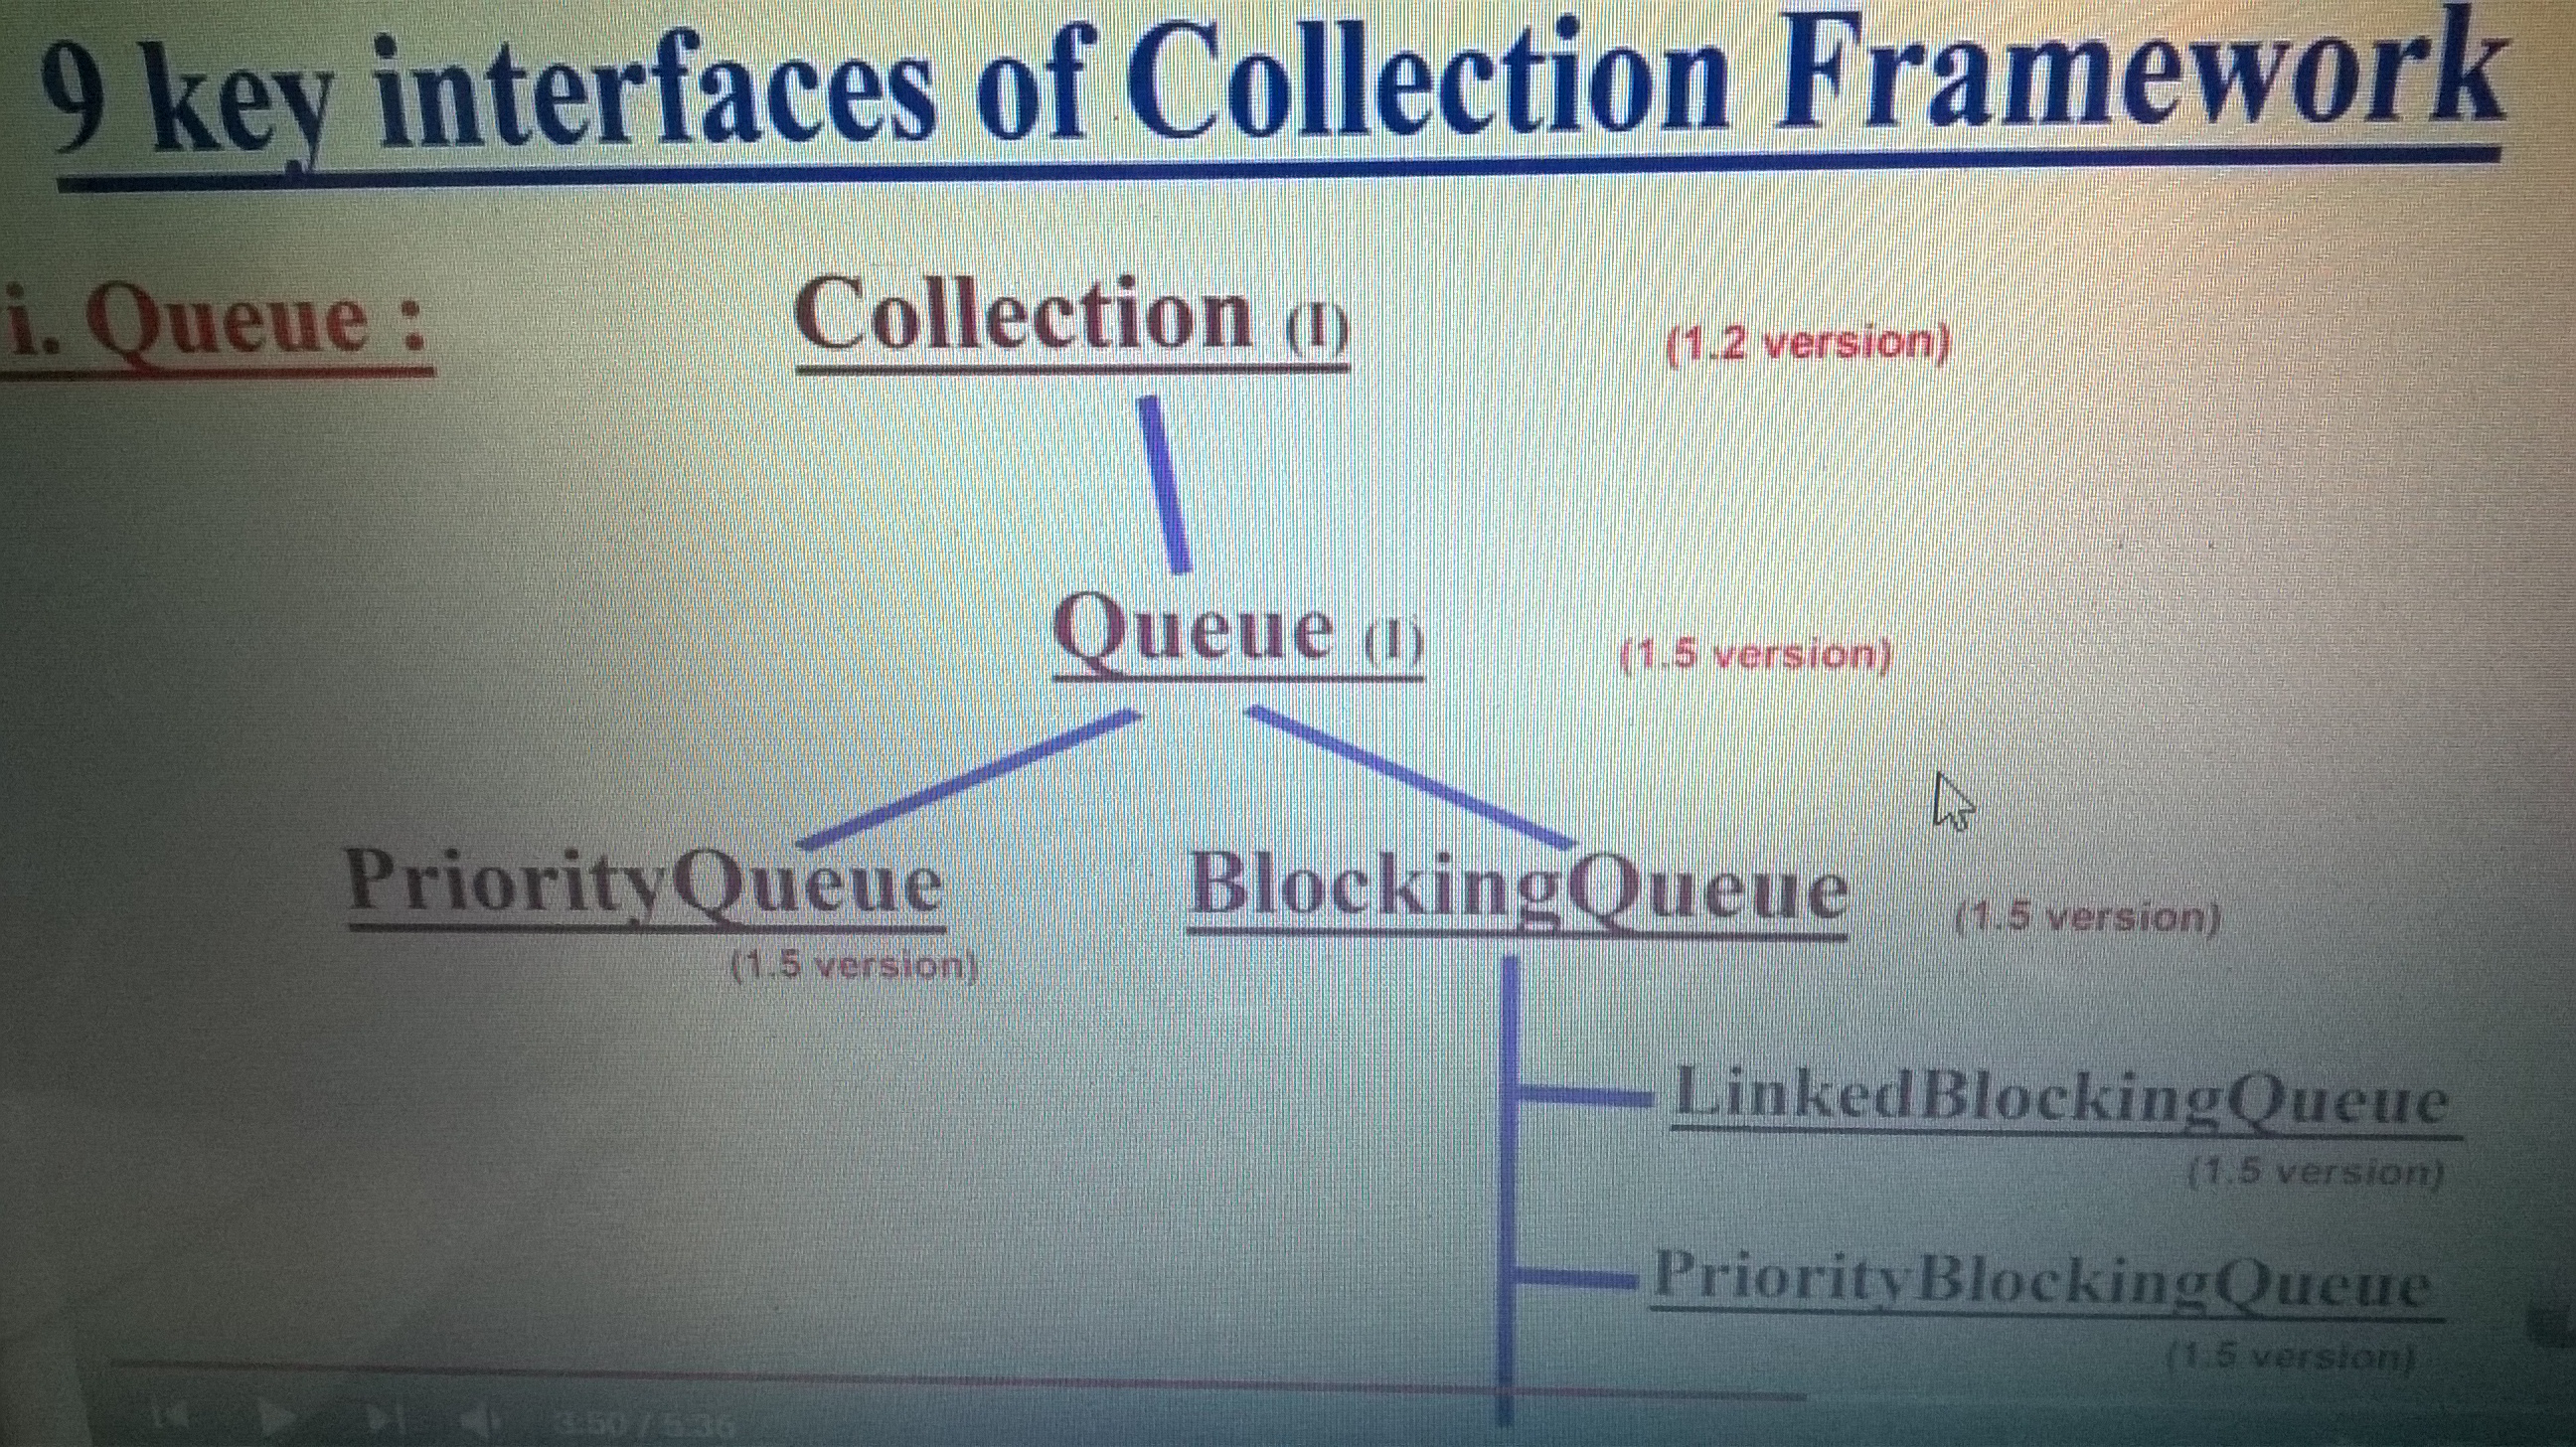 9 key interfaces of Collection Framework
i. Queue :
Collection (I)
(1.2 version)
Queue (I)
(1.5 version)
PriorityQueue
(1.5 version)
BlockingQueue
(1.5 version)
LinkedBlockingQueue
(1.5 version)
PriorityBlockingQueue
(1.5 version)
3:50 / 5:36